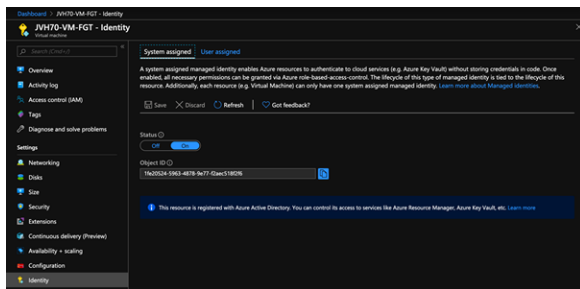 Dashboard > JVH70-VM-FGT - Identity
JVH70-VM-FGT - Identity
Virtual machine
Search (Cmd+/)
Overview
Activity log
Access control (IAM)
Tags
Diagnose and solve problems
Settings
Networking
Disks
Size
Security
Extensions
Continuous delivery (Preview)
Availability + scaling
Configuration
Identity
System assigned User assigned
A system assigned managed identity enables Azure resources to authenticate to cloud services (e.g. Azure Key Vault) without storing credentials in code. Once
enabled, all necessary permissions can be granted via Azure role-based-access-control. The lifecycle of this type of managed identity is tied to the lifecycle of this
resource. Additionally, each resource (e.g. Virtual Machine) can only have one system assigned managed identity. Learn more about Managed identities.
Save Discard Refresh Got feedback?
Status
Off On
Object ID
1fe20524-5963-4878-9e77-f2aec518f2f6
This resource is registered with Azure Active Directory. You can control its access to services like Azure Resource Manager, Azure Key Vault, etc. Learn more